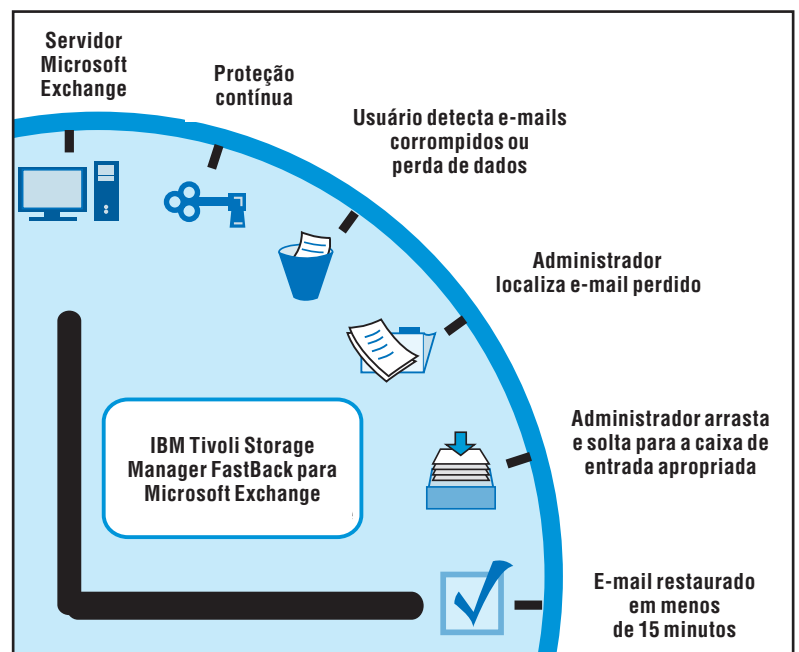 Servidor
Microsoft
Exchange
Proteção
contínua
Usuário detecta e-mails
corrompidos ou
perda de dados
Administrador
localiza e-mail perdido
Administrador arrasta
e solta para a caixa de
entrada apropriada
E-mail restaurado
em menos
de 15 minutos
IBM Tivoli Storage
Manager FastBack para
Microsoft Exchange